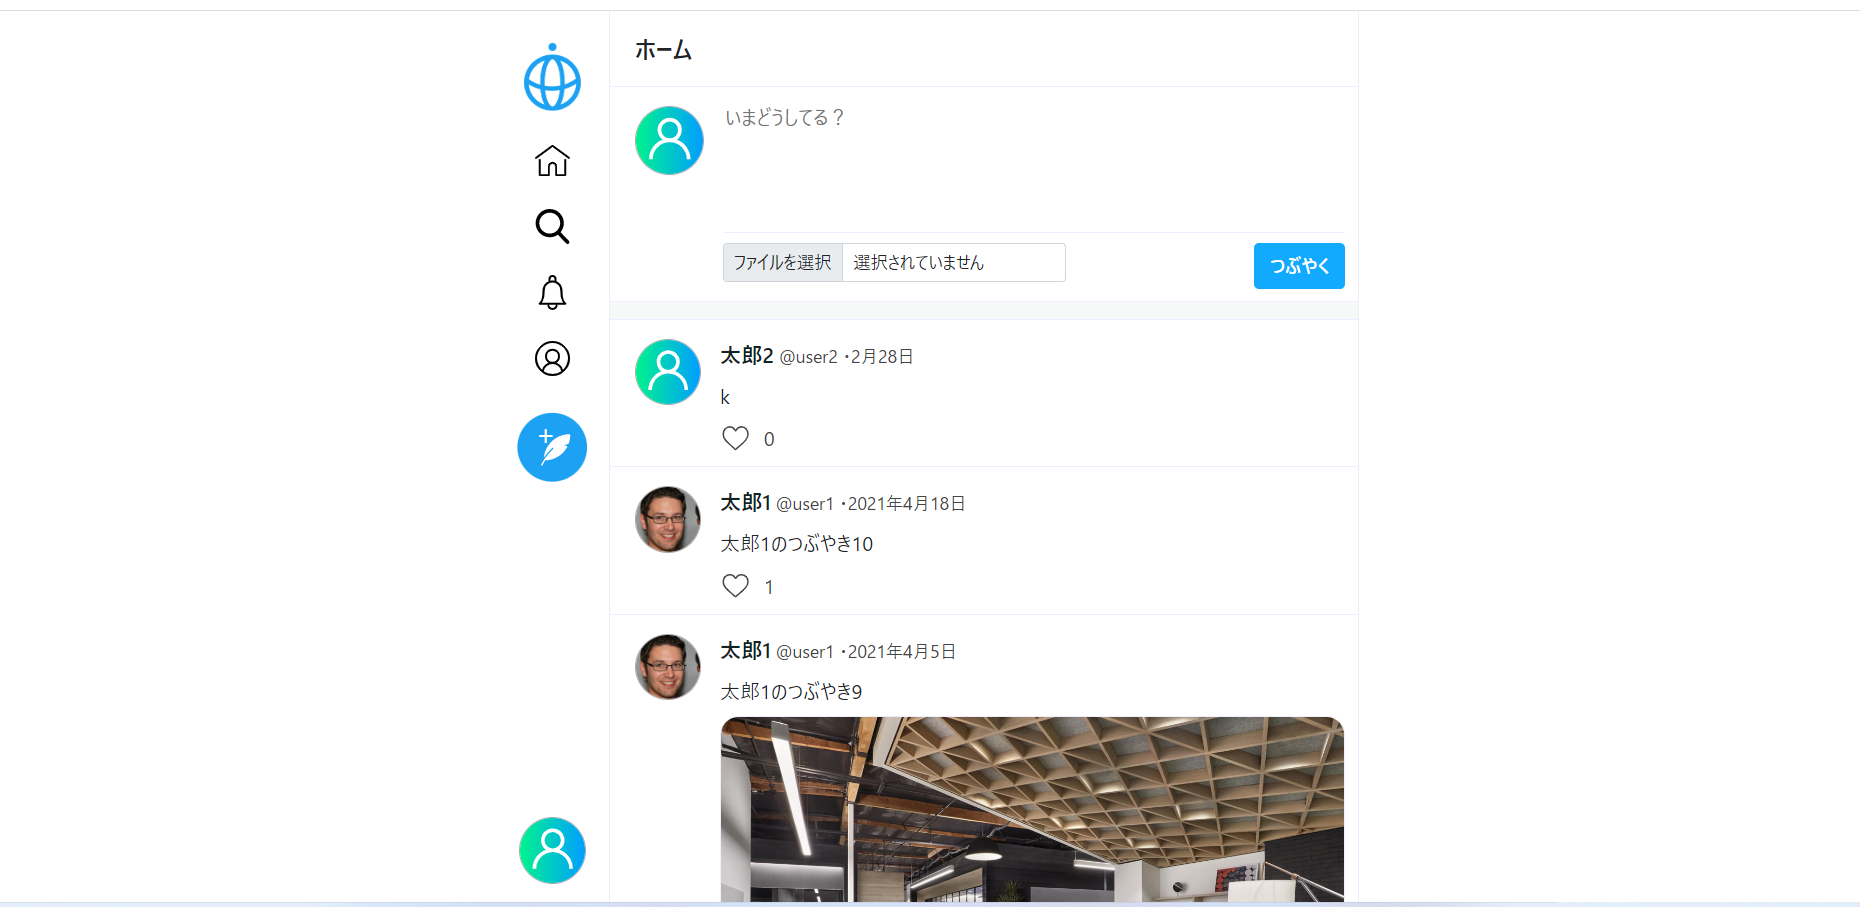 ホーム
いまどうしてる？
ファイルを選択 選択されていません
つぶやく
太郎2 @user2 ･2月28日
k
0
太郎1 @user1 ･2021年4月18日
太郎1のつぶやき10
1
太郎1 @user1 ･2021年4月5日
太郎1のつぶやき9